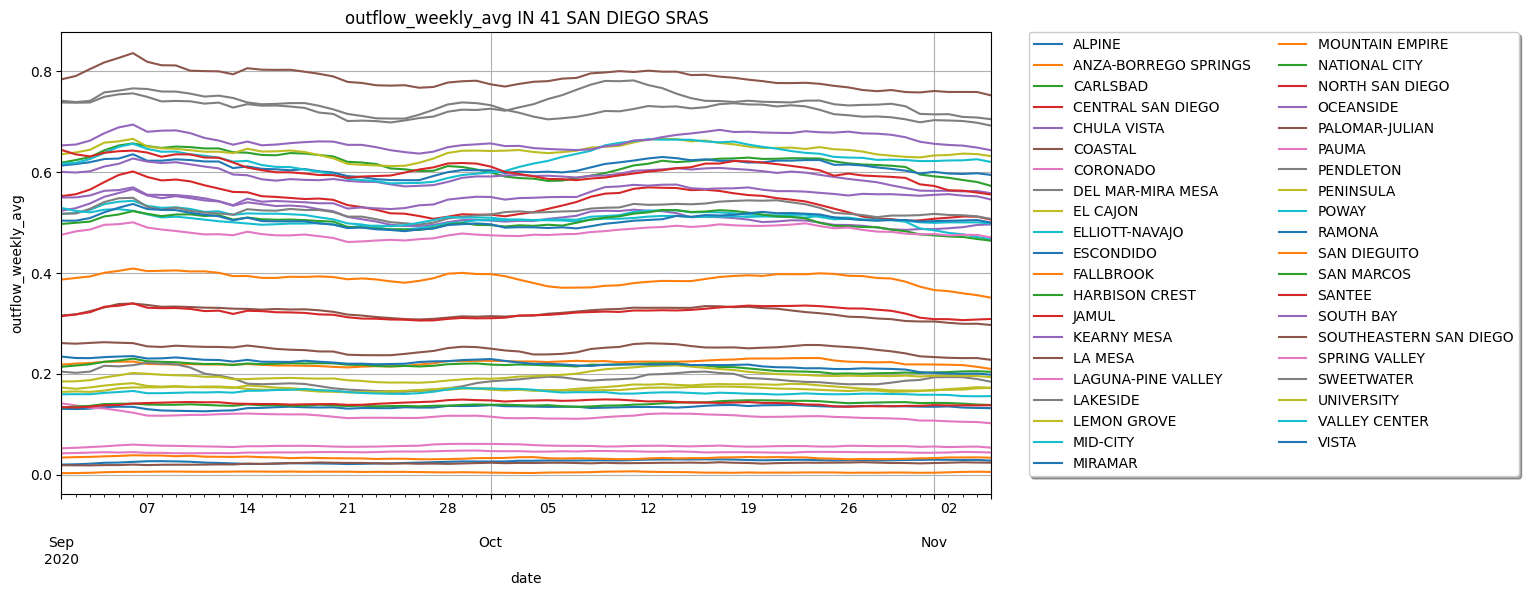 outflow_weekly_avg IN 41 SAN DIEGO SRAS
outflow_weekly_avg
0.8
0.6
0.4
0.2
0.0
07
14
21
28
05
12
19
26
02
Sep
2020
Oct
Nov
date
ALPINE
ANZA-BORREGO SPRINGS
CARLSBAD
CENTRAL SAN DIEGO
CHULA VISTA
COASTAL
CORONADO
DEL MAR-MIRA MESA
EL CAJON
ELLIOTT-NAVAJO
ESCONDIDO
FALLBROOK
HARBISON CREST
JAMUL
KEARNY MESA
LA MESA
LAGUNA-PINE VALLEY
LAKESIDE
LEMON GROVE
MID-CITY
MIRAMAR
MOUNTAIN EMPIRE
NATIONAL CITY
NORTH SAN DIEGO
OCEANSIDE
PALOMAR-JULIAN
PAUMA
PENDLETON
PENINSULA
POWAY
RAMONA
SAN DIEGUITO
SAN MARCOS
SANTEE
SOUTH BAY
SOUTHEASTERN SAN DIEGO
SPRING VALLEY
SWEETWATER
UNIVERSITY
VALLEY CENTER
VISTA